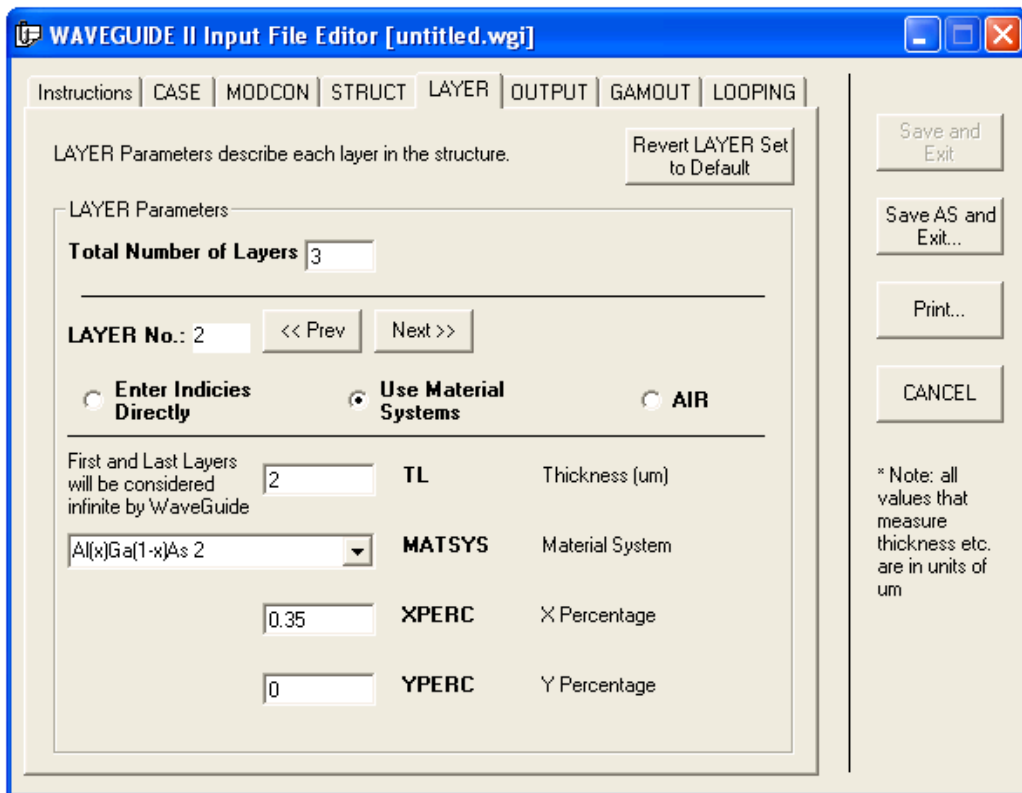 WAVEGUIDE II Input File Editor [untitled.wgi]
Instructions CASE MODCON STRUCT LAYER OUTPUT GAMOUT LOOPING
LAYER Parameters describe each layer in the structure.
Revert LAYER Set
to Default
LAYER Parameters
Total Number of Layers 3
LAYER No.: 2 << Prev Next >>
Enter Indicies
Directly
Use Material
Systems
AIR
First and Last Layers
will be considered
infinite by WaveGuide
2 TL Thickness (um)
Al(x)Ga(1-x)As 2 MATSYS Material System
0.35 XPERC X Percentage
0 YPERC Y Percentage
Save and
Exit
Save AS and
Exit...
Print...
CANCEL
* Note: all
values that
measure
thickness etc.
are in units of
um